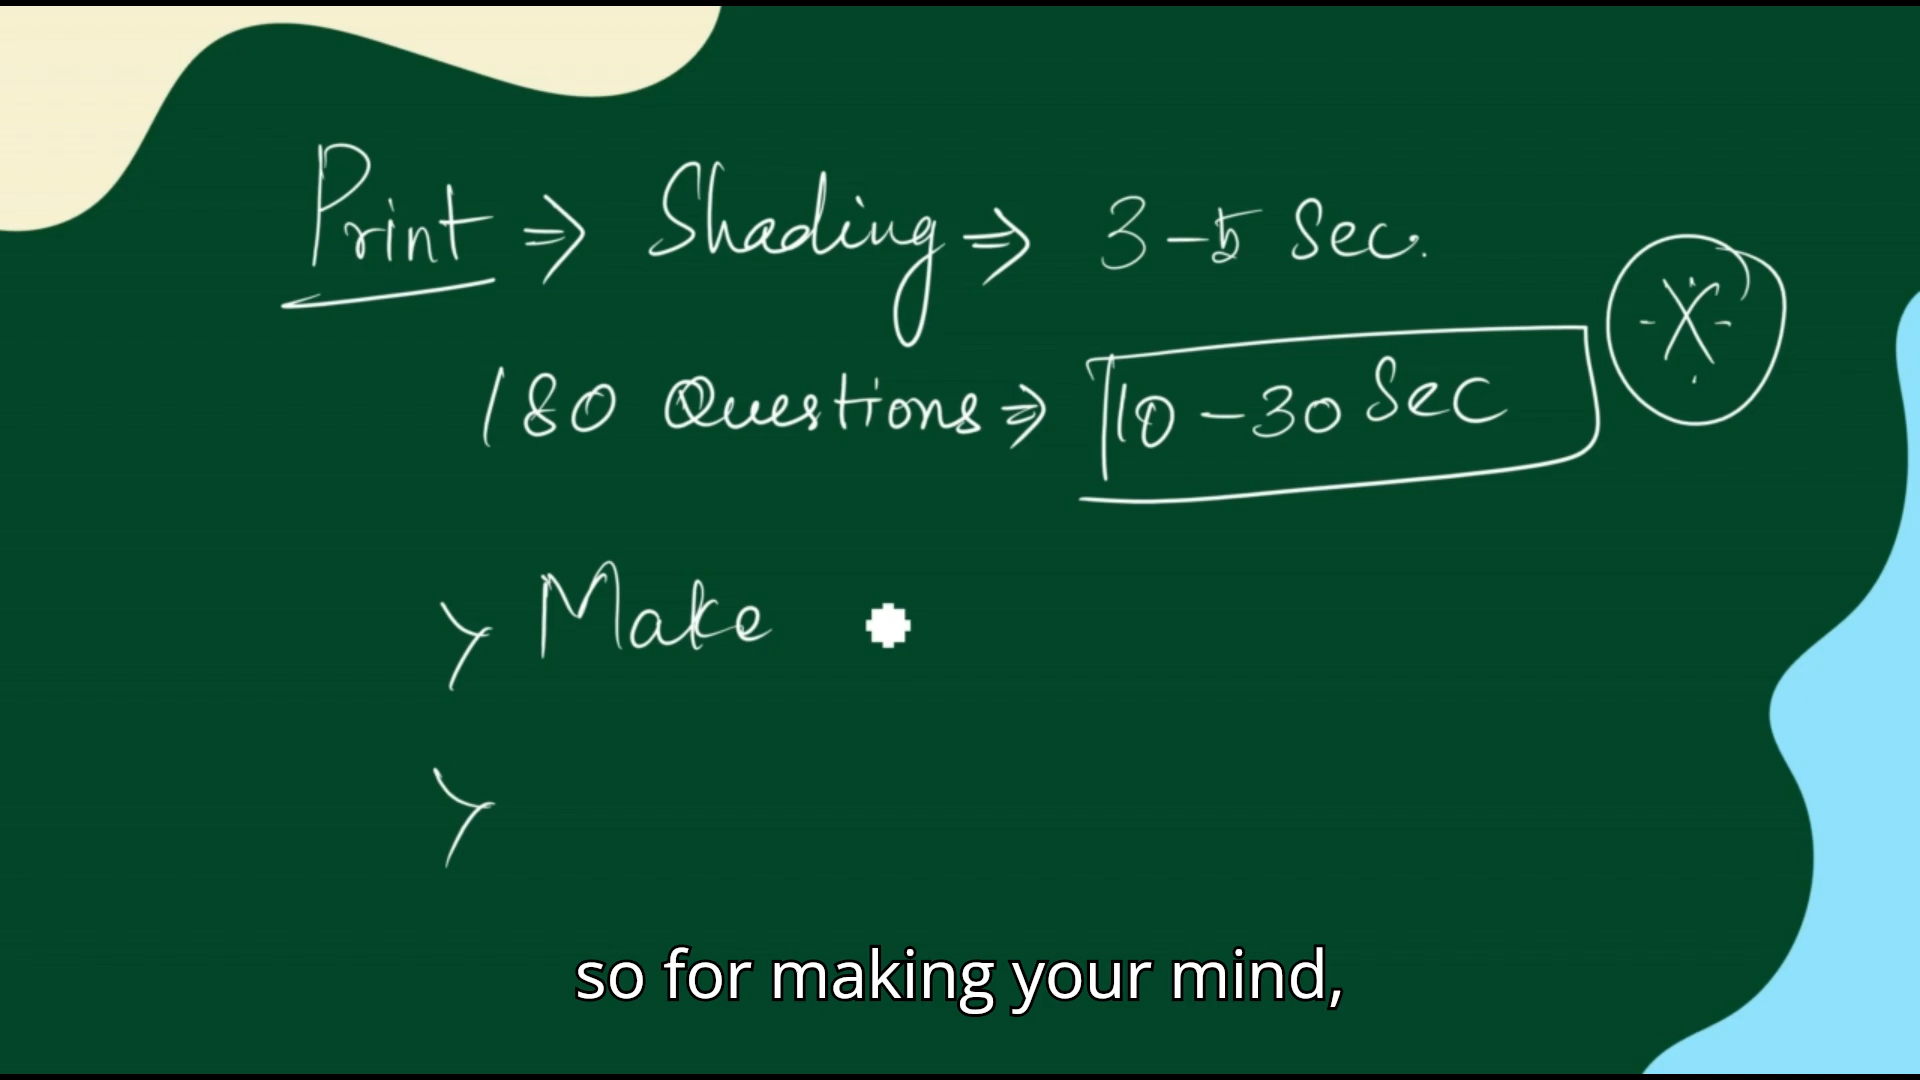 Print ⇒ Shading ⇒ 3-5 Sec.
180 Questions ⇒ 10-30 Sec
X
> Make
>
so for making your mind,